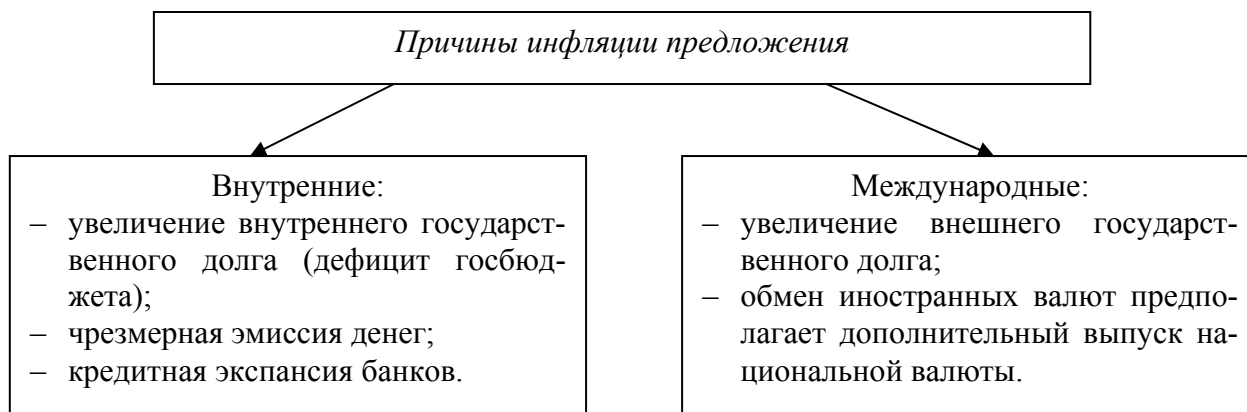 Причины инфляции предложения
Внутренние:
– увеличение внутреннего государст-
венного долга (дефицит госбюд-
жета);
– чрезмерная эмиссия денег;
– кредитная экспансия банков.
Международные:
– увеличение внешнего государст-
венного долга;
– обмен иностранных валют предпо-
лагает дополнительный выпуск на-
циональной валюты.